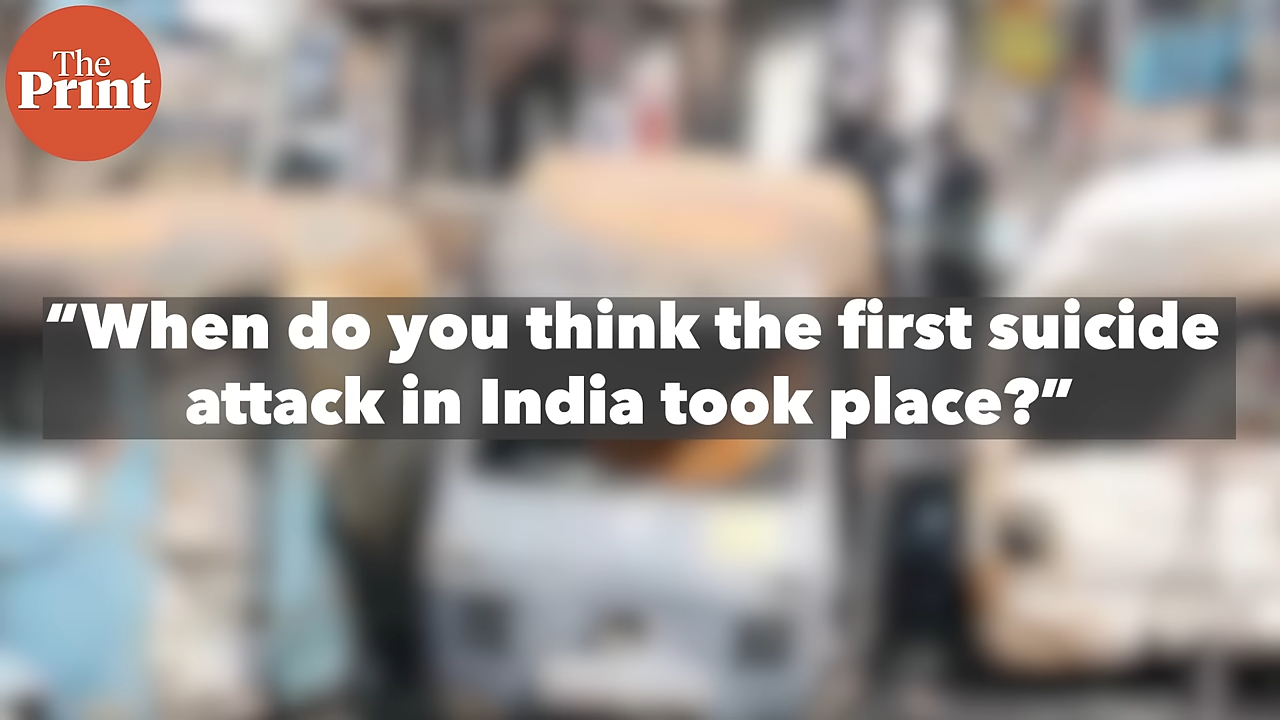 The
Print
“When do you think the first suicide
attack in India took place?”